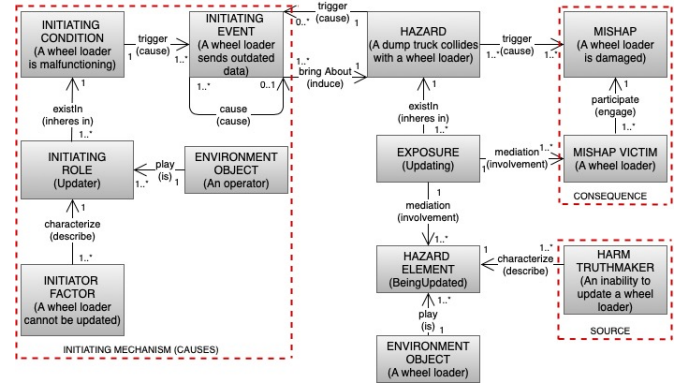 INITIATING
CONDITION
(A wheel loader
is malfunctioning)
trigger
(cause)
1
1..*
INITIATING
EVENT
(A wheel loader
sends outdated
data)
trigger
(cause)
0..*
1
1..*
bring About
(induce)
1
1..*
0..1
cause
(cause)
HAZARD
(A dump truck collides
with a wheel loader)
trigger
(cause)
1..*
1..*
MISHAP
(A wheel loader
is damaged)
1
existIn
(inheres in)
1..*
1
existIn
(inheres in)
1..*
1
participate
(engage)
1..*
INITIATING
ROLE
(Updater)
play
(is)
1..*
1
ENVIRONMENT
OBJECT
(An operator)
EXPOSURE
(Updating)
mediation
(involvement)
1..*
1
MISHAP VICTIM
(A wheel loader)
CONSEQUENCE
1
characterize
(describe)
1..*
1
mediation
(involvement)
1..*
INITIATOR
FACTOR
(A wheel loader
cannot be updated)
HAZARD
ELEMENT
(BeingUpdated)
1
1..*
characterize
(describe)
HARM
TRUTHMAKER
(An inability to
update a wheel
loader)
SOURCE
1..*
play
(is)
1
ENVIRONMENT
OBJECT
(A wheel loader)
INITIATING MECHANISM (CAUSES)